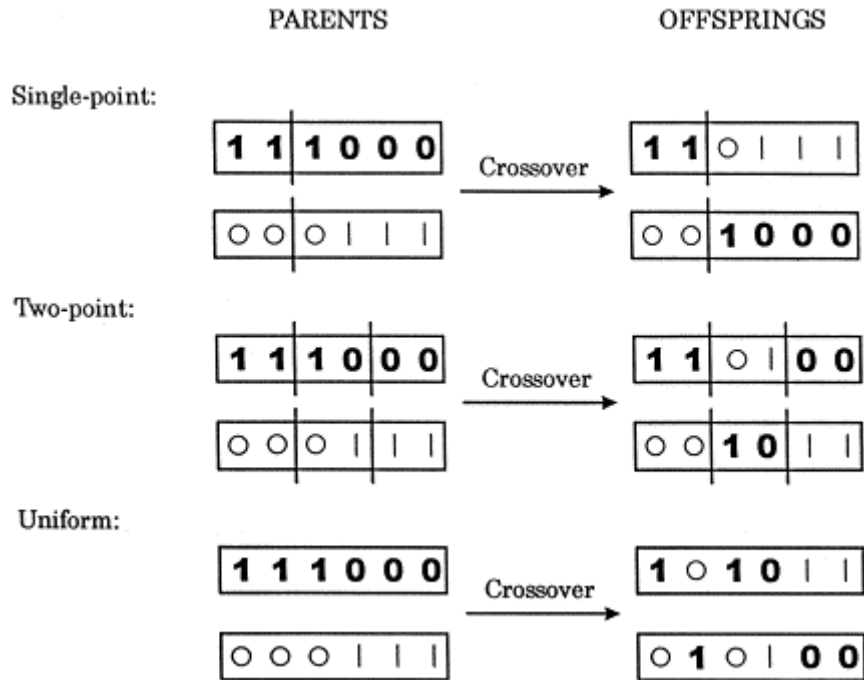 PARENTS OFFSPRINGS
Single-point:
1 1 1 0 0 0 1 1 0 1 1 1
Crossover
0 0 0 1 1 1 0 0 1 0 0 0
Two-point:
1 1 1 0 0 0 1 1 0 1 0 0
Crossover
0 0 0 1 1 1 0 0 1 0 1 1
Uniform:
1 1 1 0 0 0 1 0 1 0 1 1
Crossover
0 0 0 1 1 1 0 1 0 1 0 0